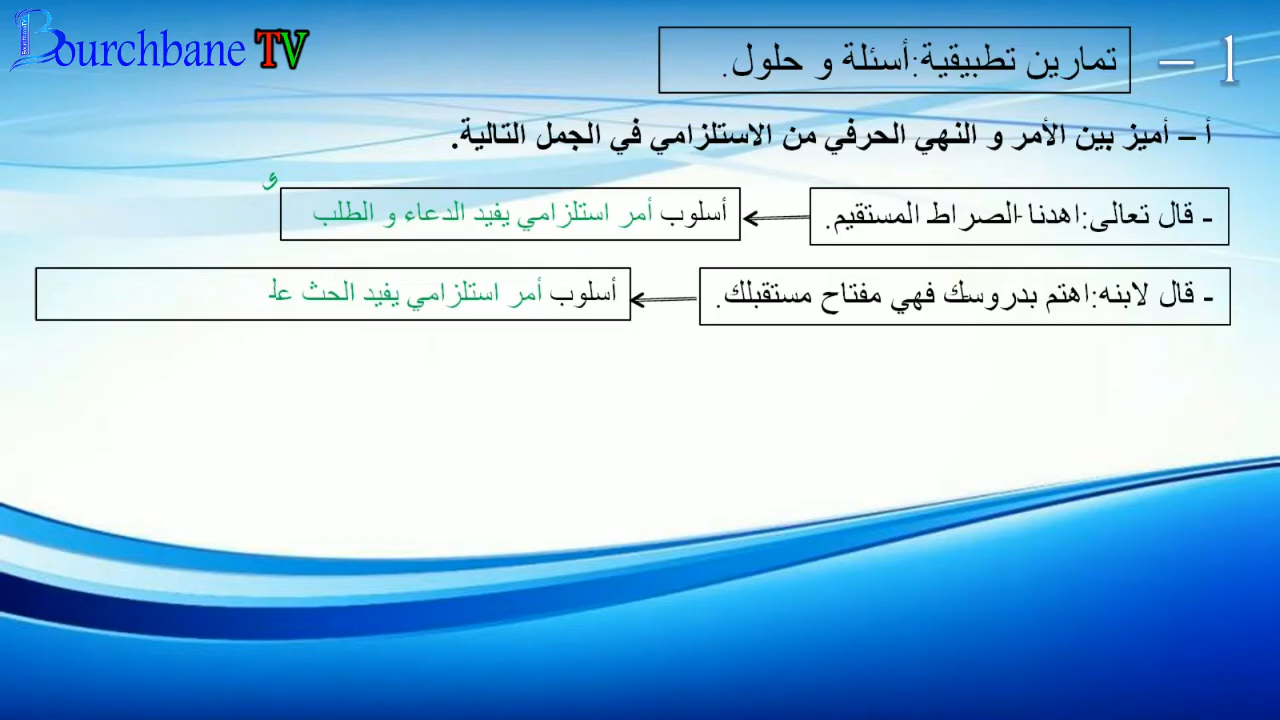 Bourchbane TV
1 –
تمارين تطبيقية:أسئلة و حلول.
أ – أميز بين الأمر و النهي الحرفي من الاستلزامي في الجمل التالية.
- قال تعالى:اهدنا الصراط المستقيم.
أسلوب أمر استلزامي يفيد الدعاء و الطلب
- قال لابنه:اهتم بدروسك فهي مفتاح مستقبلك.
أسلوب أمر استلزامي يفيد الحث